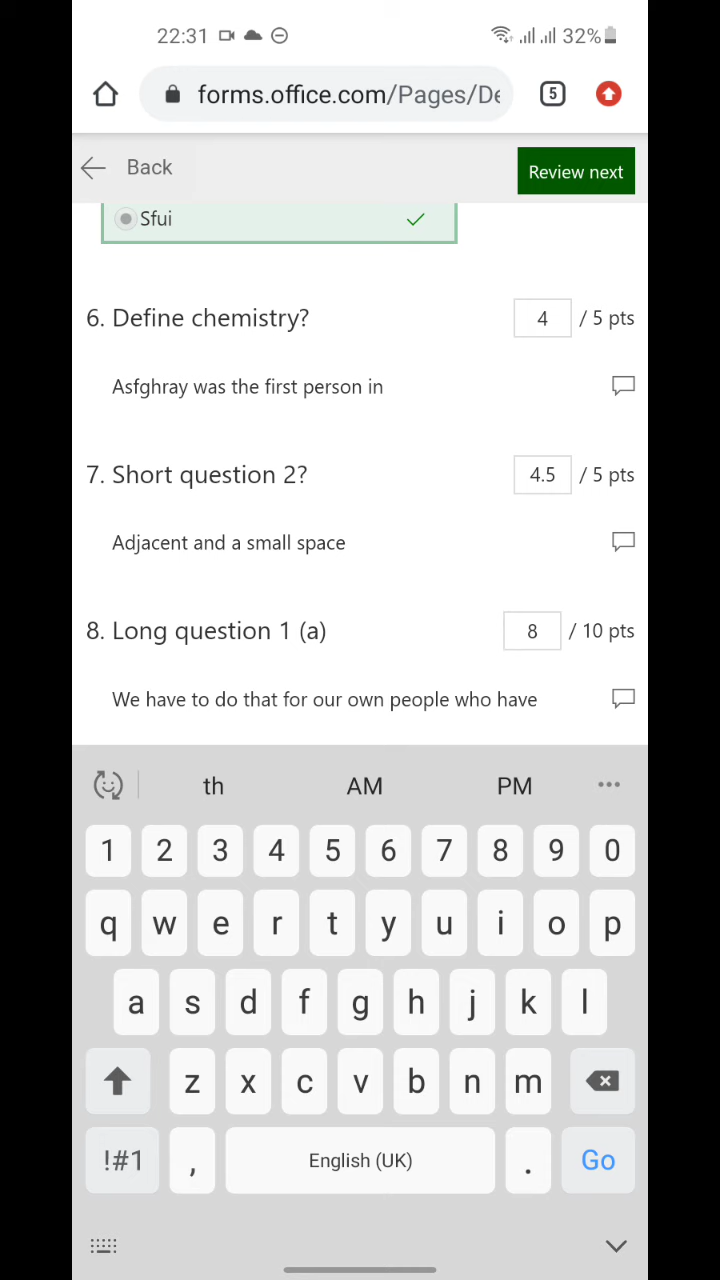 22:31 32%
forms.office.com/Pages/De 5
Back Review next
Sfui
6. Define chemistry? 4 / 5 pts
Asfghray was the first person in
7. Short question 2? 4.5 / 5 pts
Adjacent and a small space
8. Long question 1 (a) 8 / 10 pts
We have to do that for our own people who have
th AM PM
1 2 3 4 5 6 7 8 9 0
q w e r t y u i o p
a s d f g h j k l
z x c v b n m
!#1 , English (UK) . Go